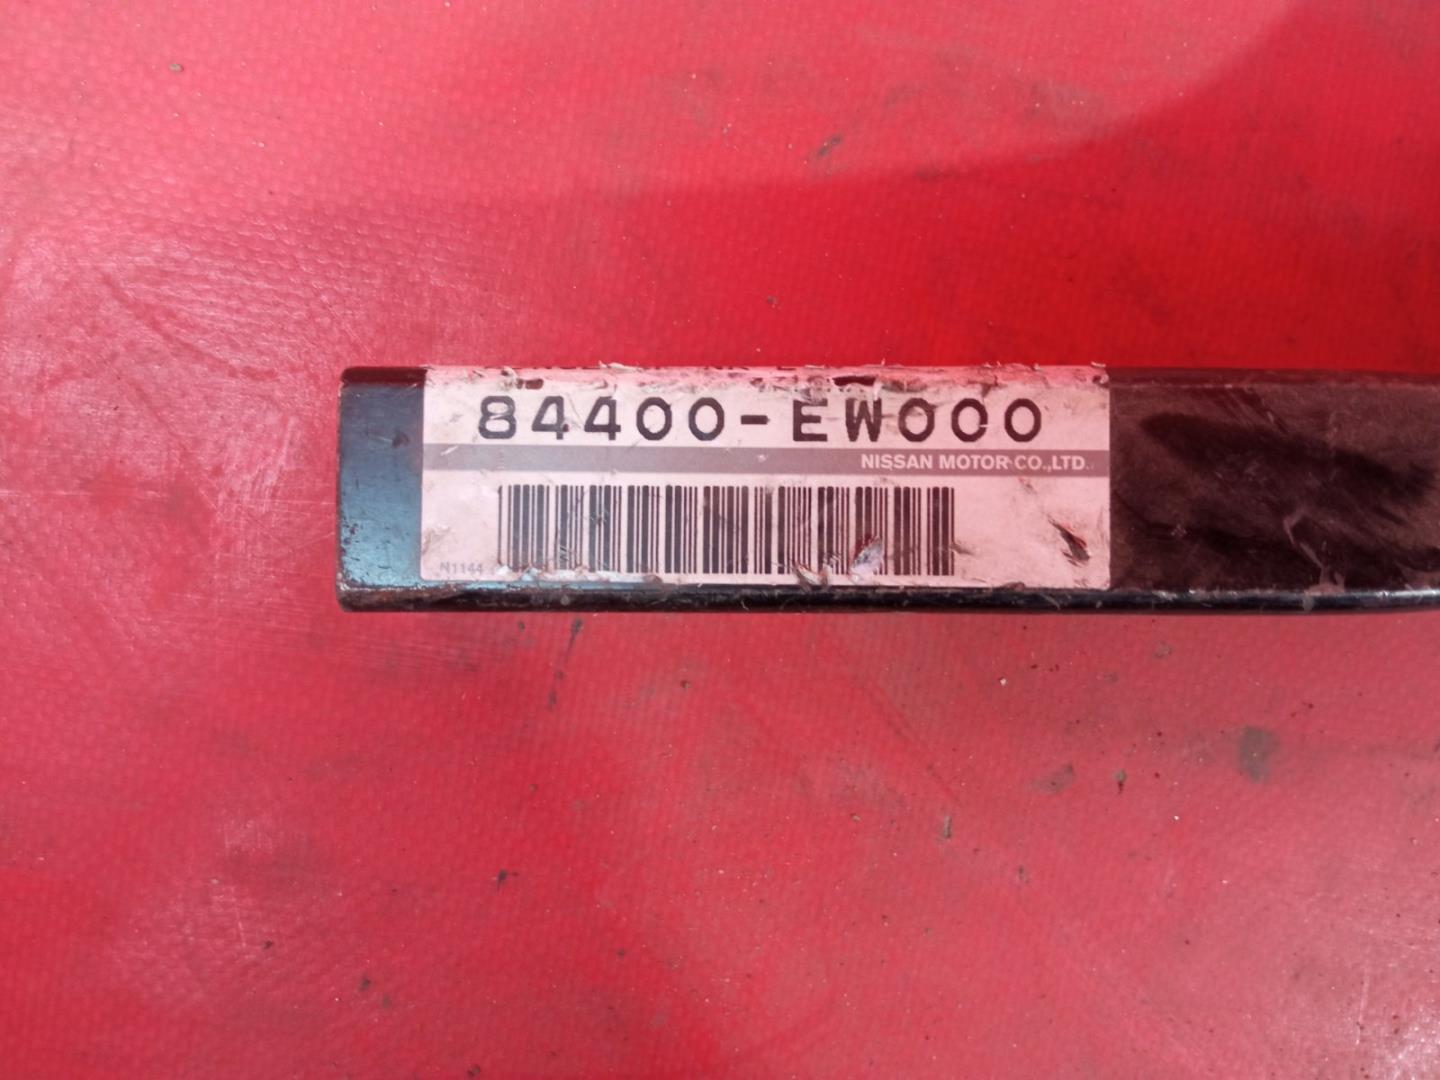 84400-EW000
NISSAN MOTOR CO.,LTD.
N1144